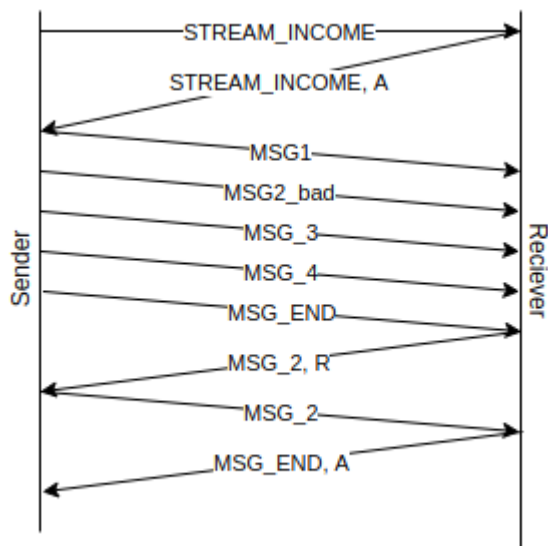 STREAM_INCOME
STREAM_INCOME, A
MSG1
MSG2_bad
MSG_3
MSG_4
MSG_END
MSG_2, R
MSG_2
MSG_END, A
Sender
Reciever